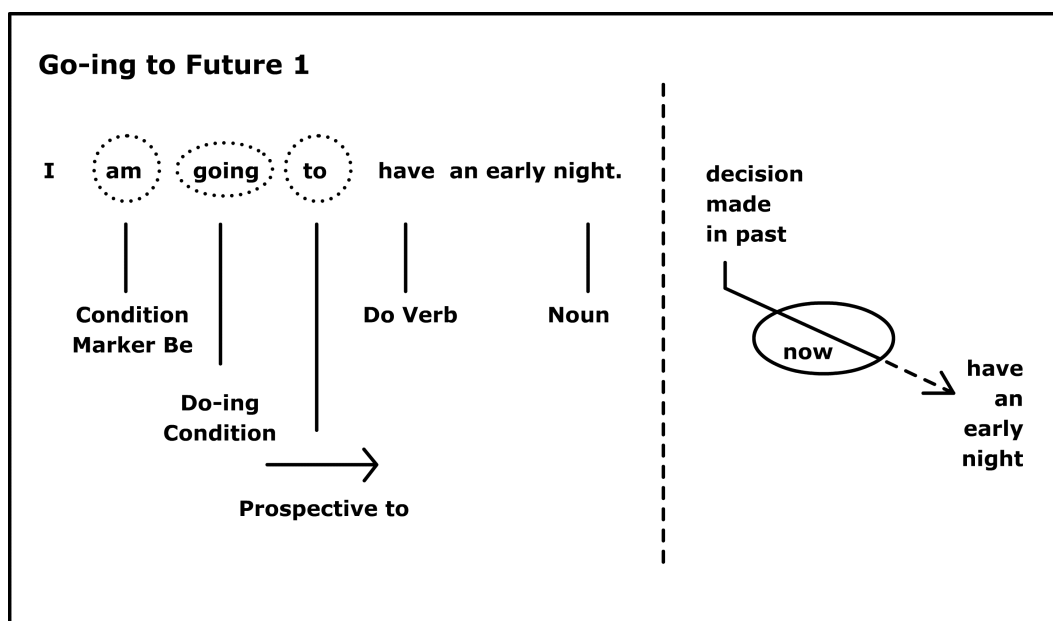 Go-ing to Future 1
I am going to have an early night.
Condition
Marker Be
Do-ing
Condition
Prospective to
Do Verb
Noun
decision
made
in past
now
have
an
early
night